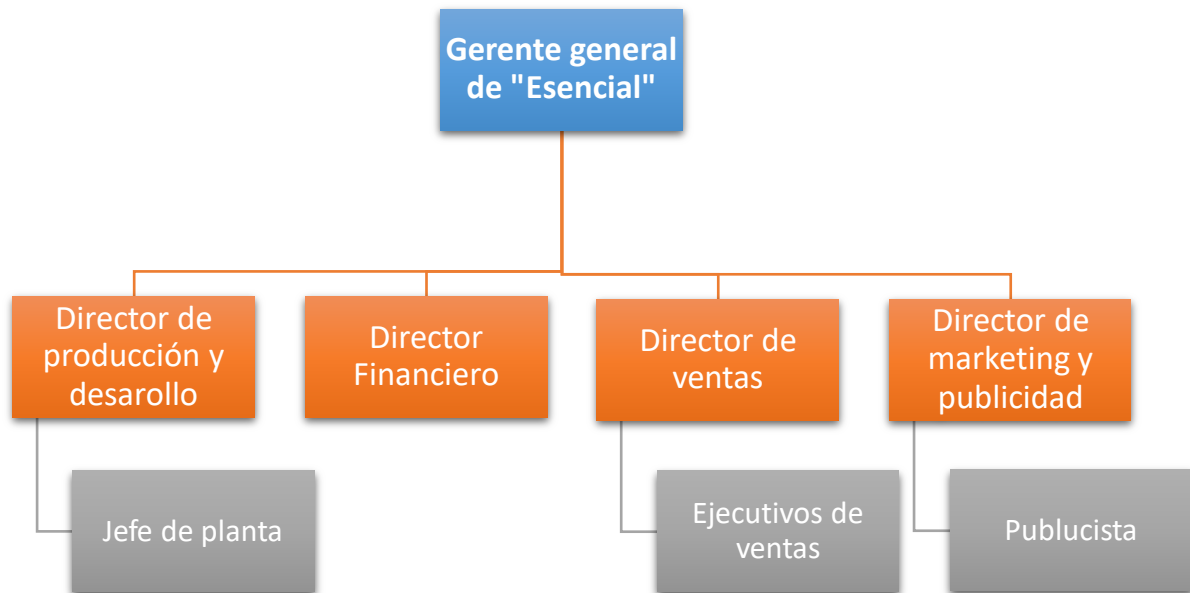 Gerente general
de "Esencial"
Director de
producción y
desarollo
Director
Financiero
Director de
ventas
Director de
marketing y
publicidad
Jefe de planta
Ejecutivos de
ventas
Publucista